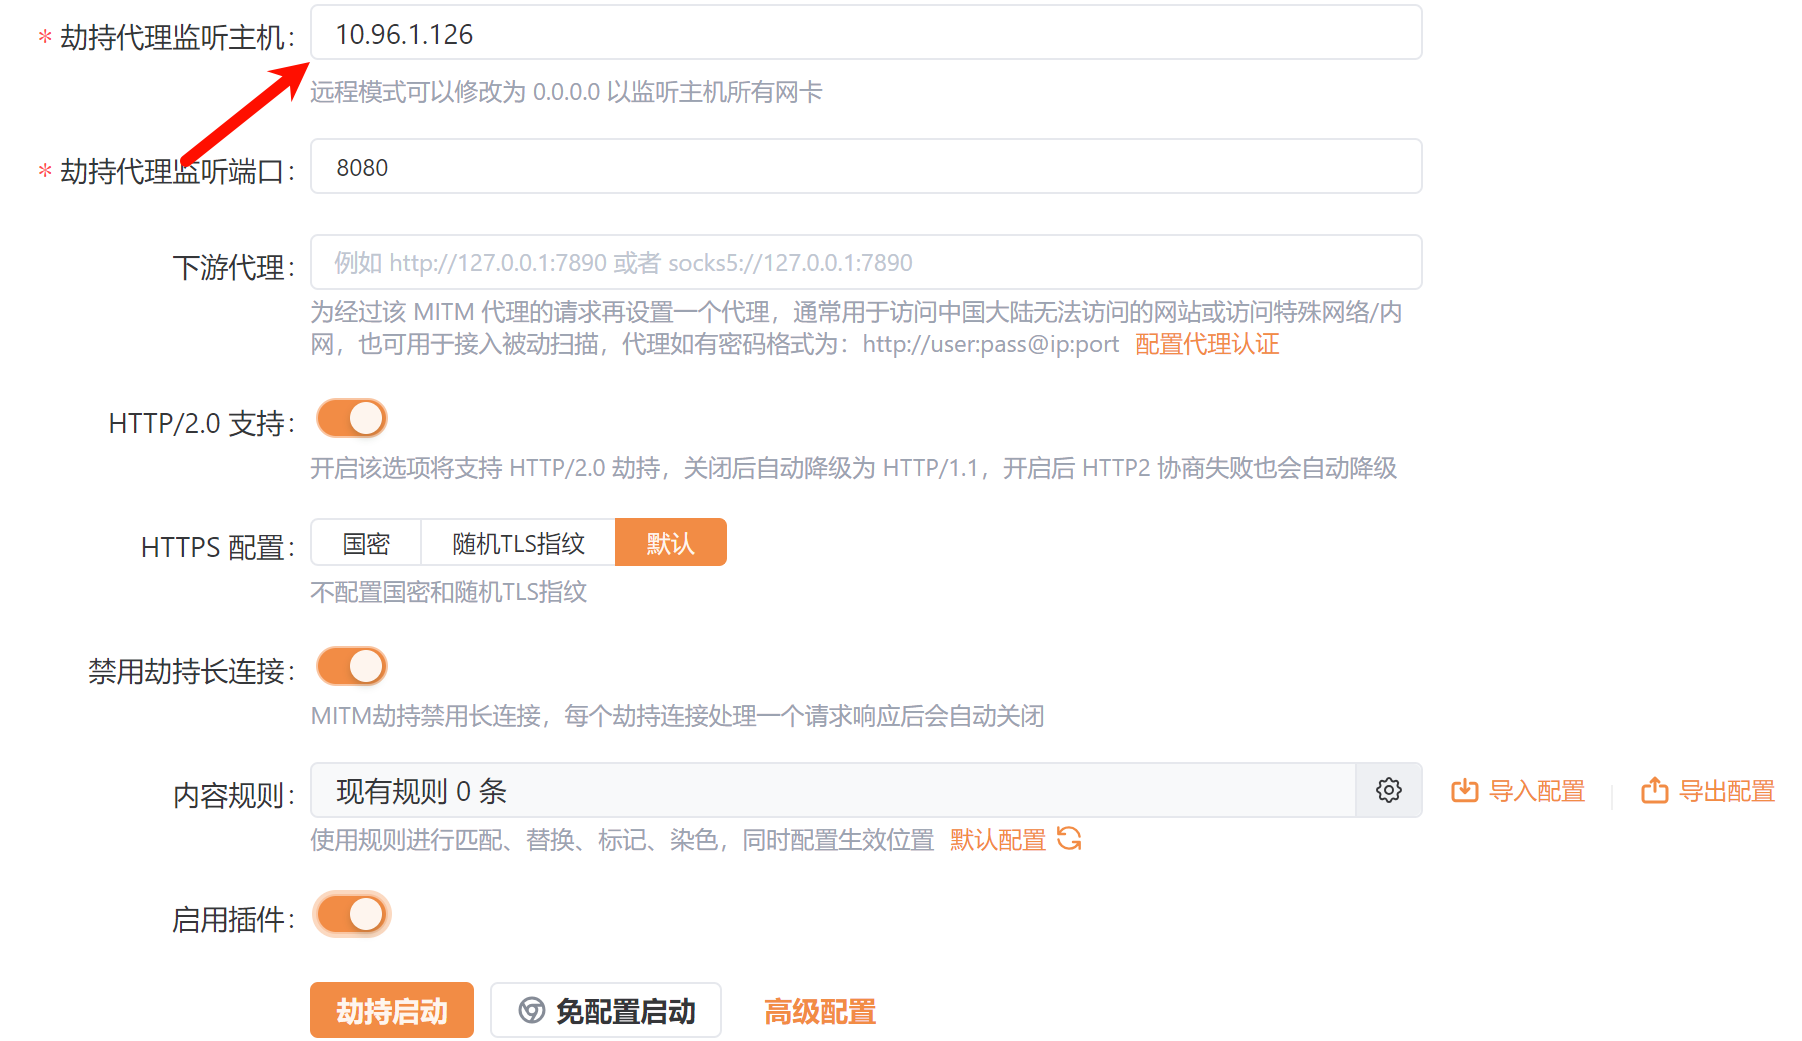 * 劫持代理监听主机: 10.96.1.126
远程模式可以修改为 0.0.0.0 以监听主机所有网卡
* 劫持代理监听端口: 8080
下游代理: 例如 http://127.0.0.1:7890 或者 socks5://127.0.0.1:7890
为经过该 MITM 代理的请求再设置一个代理，通常用于访问中国大陆无法访问的网站或访问特殊网络/内
网，也可用于接入被动扫描，代理如有密码格式为：http://user:pass@ip:port 配置代理认证
HTTP/2.0 支持:
开启该选项将支持 HTTP/2.0 劫持，关闭后自动降级为 HTTP/1.1，开启后 HTTP2 协商失败也会自动降级
HTTPS 配置: 国密 随机TLS指纹 默认
不配置国密和随机TLS指纹
禁用劫持长连接:
MITM劫持禁用长连接，每个劫持连接处理一个请求响应后会自动关闭
内容规则: 现有规则 0 条 导入配置 导出配置
使用规则进行匹配、替换、标记、染色，同时配置生效位置 默认配置
启用插件:
劫持启动 免配置启动 高级配置